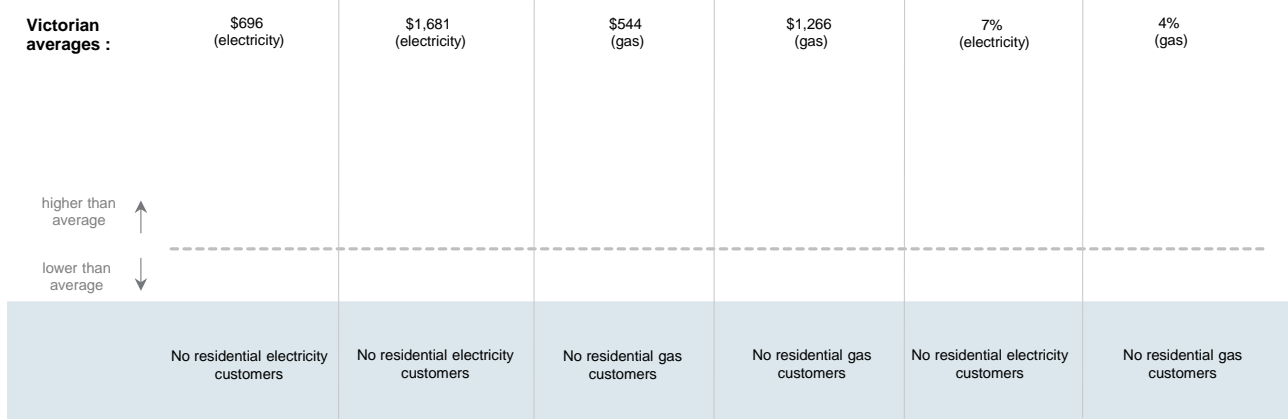 Victorian
averages :
$696
(electricity)
$1,681
(electricity)
$544
(gas)
$1,266
(gas)
7%
(electricity)
4%
(gas)
higher than
average
lower than
average
No residential electricity
customers
No residential electricity
customers
No residential gas
customers
No residential gas
customers
No residential electricity
customers
No residential gas
customers